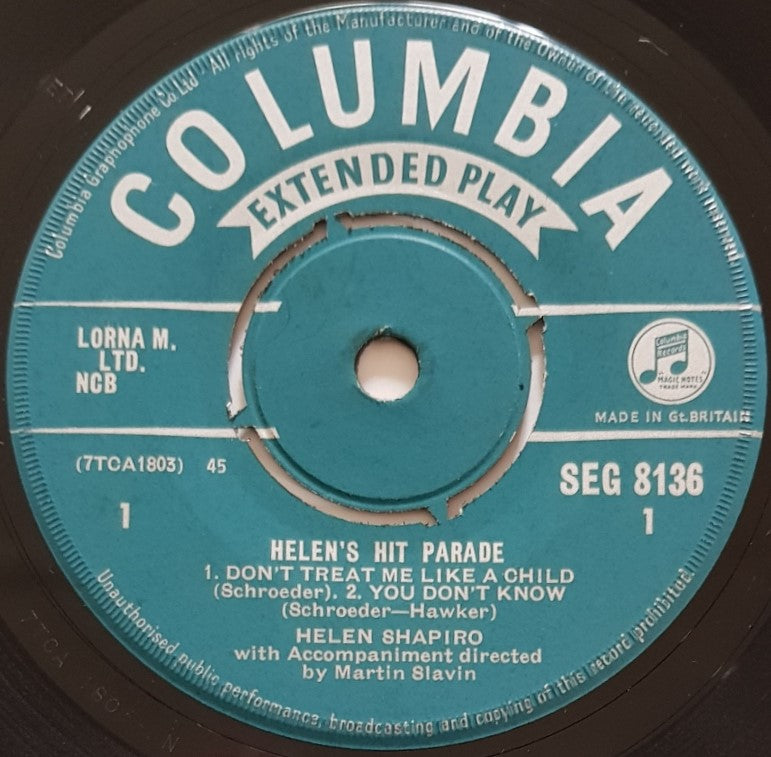 Columbia Graphophone Co Ltd All rights of the Manufacturer and of the Owner of the Recorded Work Reserved
COLUMBIA
EXTENDED PLAY
LORNA M.
LTD.
NCB
Columbia
Records
MAGIC NOTES
TRADE MARK
MADE IN Gt.BRITAIN
(7TCA1803) 45
SEG 8136
1
1
HELEN'S HIT PARADE
1. DON'T TREAT ME LIKE A CHILD
(Schroeder). 2. YOU DON'T KNOW
(Schroeder—Hawker)
HELEN SHAPIRO
with Accompaniment directed
by Martin Slavin
Unauthorised public performance, broadcasting and copying of this record prohibited
7TCA 180
N